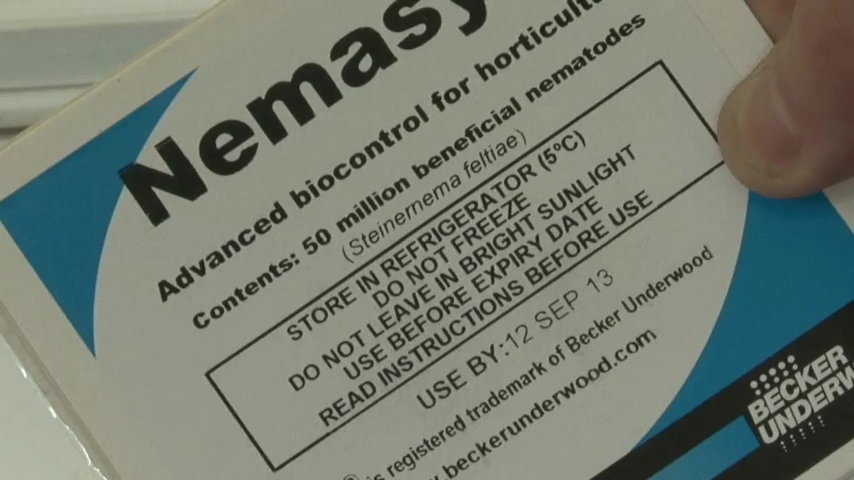 Nemasy
Advanced biocontrol for horticult
Contents: 50 million beneficial nematodes
(Steinernema feltiae)
STORE IN REFRIGERATOR (5°C)
DO NOT FREEZE
DO NOT LEAVE IN BRIGHT SUNLIGHT
USE BEFORE EXPIRY DATE
READ INSTRUCTIONS BEFORE USE
USE BY:12 SEP 13
® is registered trademark of Becker Underwood
.beckerunderwood.com
BECKER
UNDERW